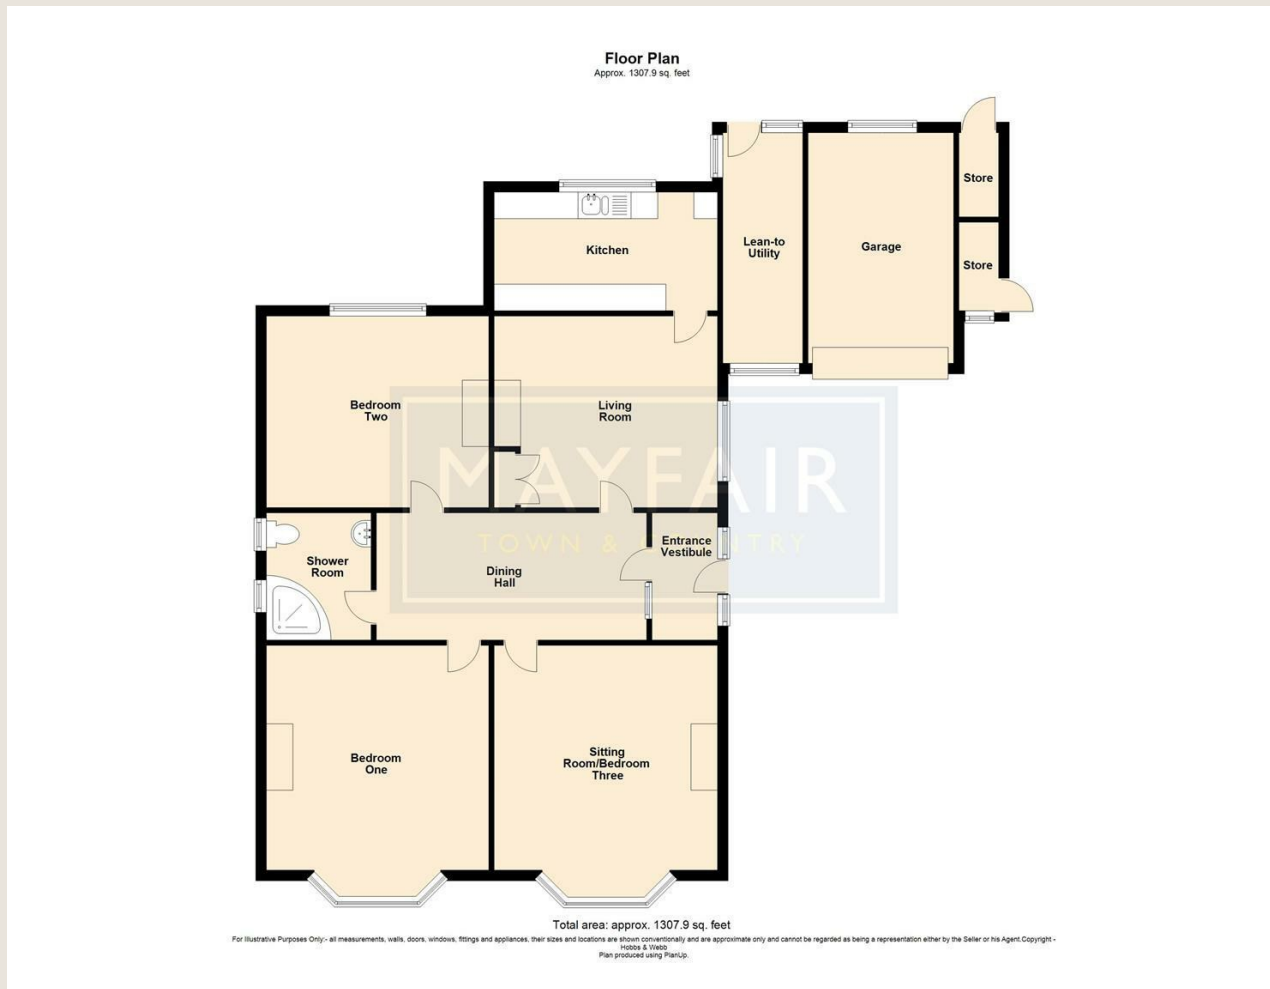 Floor Plan
Approx. 1307.9 sq. feet
Store
Lean-to
Utility
Garage
Kitchen
Store
Bedroom
Two
Living
Room
MAYFAIR
TOWN & COUNTRY
Entrance
Vestibule
Shower
Room
Dining
Hall
Bedroom
One
Sitting
Room/Bedroom
Three
Total area: approx. 1307.9 sq. feet
For Illustrative Purposes Only:- all measurements, walls, doors, windows, fittings and appliances, their sizes and locations are shown conventionally and are approximate only and cannot be regarded as being a representation either by the Seller or his Agent.Copyright -
Hobbs & Webb
Plan produced using PlanUp.